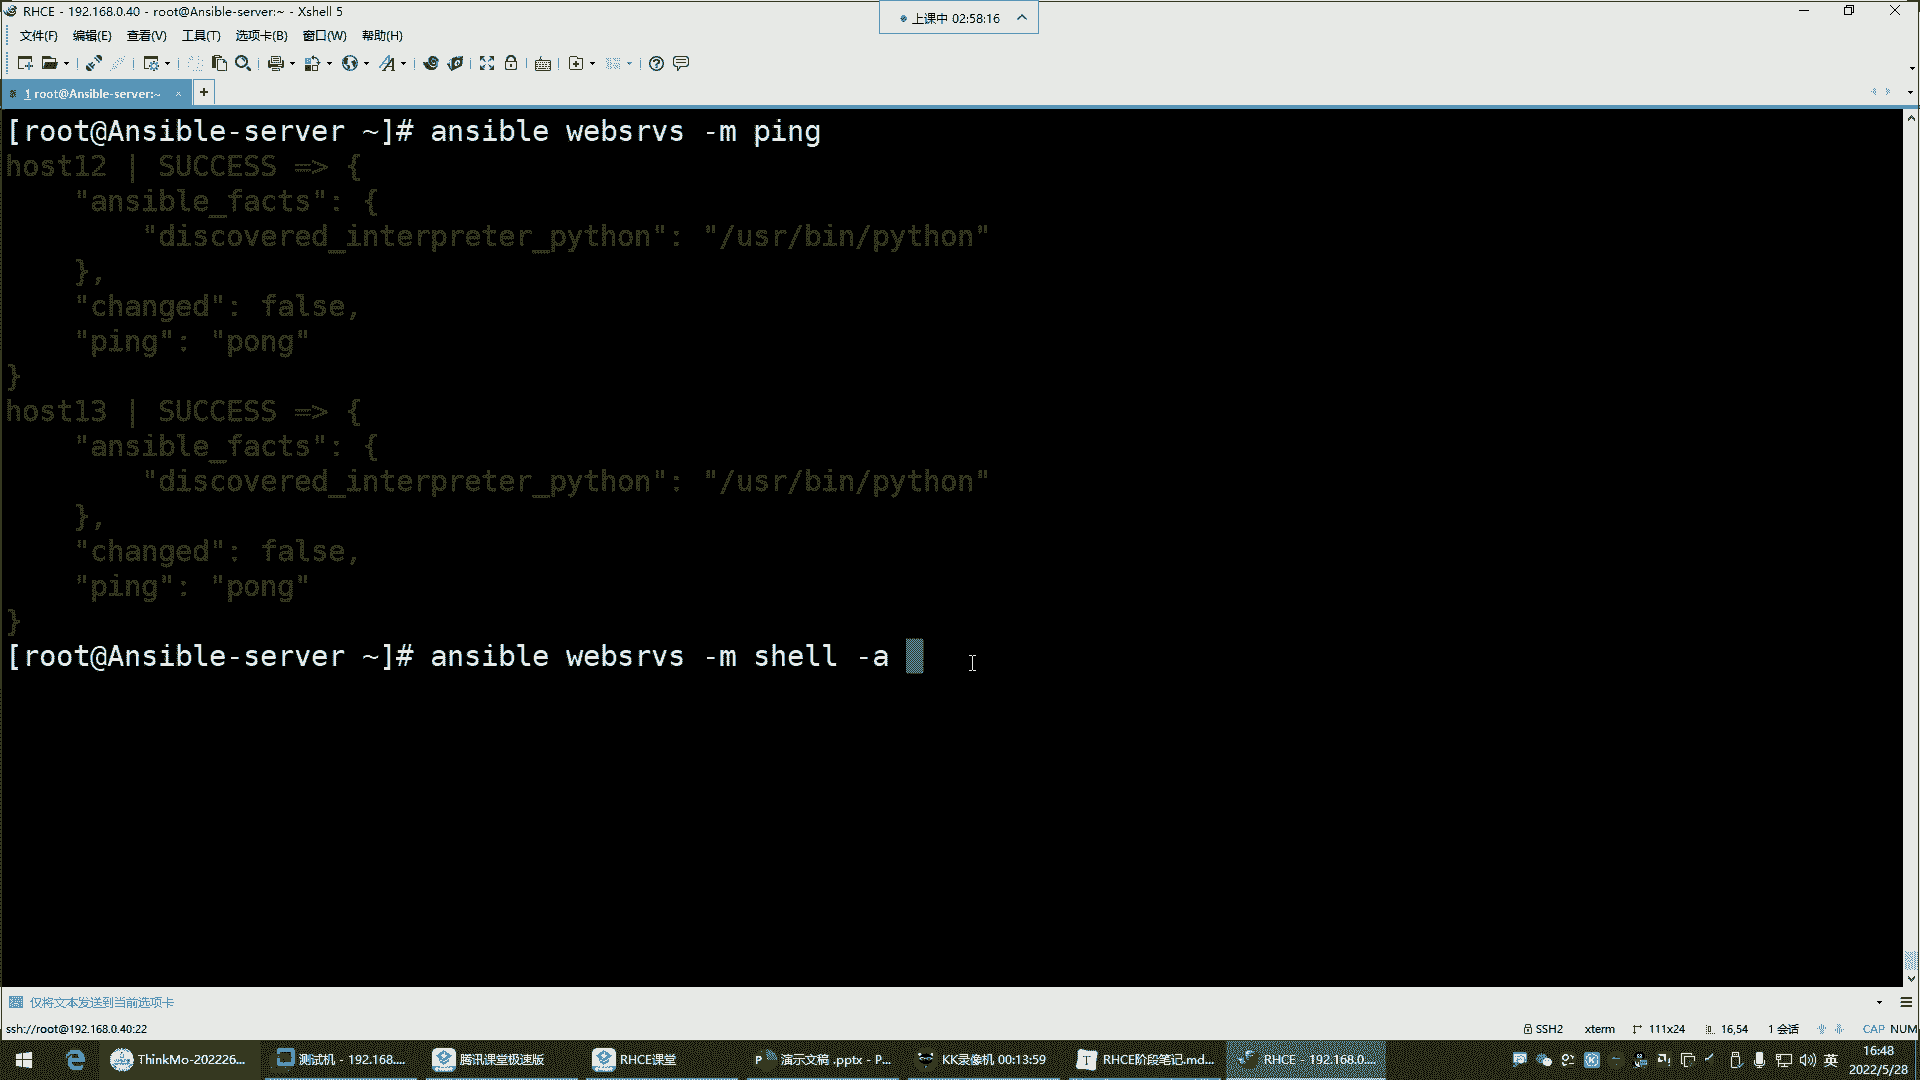 RHCE - 192.168.0.40 - root@Ansible-server:~ - Xshell 5
上课中 02:58:16
文件(F) 编辑(E) 查看(V) 工具(T) 选项卡(B) 窗口(W) 帮助(H)
1 root@Ansible-server:~
[root@Ansible-server ~]# ansible websrvs -m ping
host12 | SUCCESS => {
"ansible_facts": {
"discovered_interpreter_python": "/usr/bin/python"
},
"changed": false,
"ping": "pong"
}
host13 | SUCCESS => {
"ansible_facts": {
"discovered_interpreter_python": "/usr/bin/python"
},
"changed": false,
"ping": "pong"
}
[root@Ansible-server ~]# ansible websrvs -m shell -a
仅将文本发送到当前选项卡
ssh://root@192.168.0.40:22 SSH2 xterm 111x24 16,54 1 会话 CAP NUM
ThinkMo-202226... 测试机 - 192.168.... 腾讯课堂极速版 RHCE课堂 演示文稿 .pptx - P... KK录像机 00:13:59 RHCE阶段笔记.md... RHCE - 192.168.0.... 英 16:48
2022/5/28